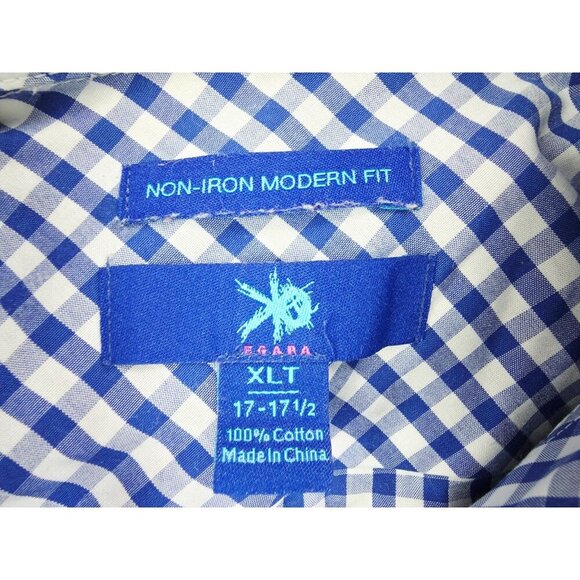 NON-IRON MODERN FIT
EGARA
XLT
17-17 1/2
100% Cotton
Made In China